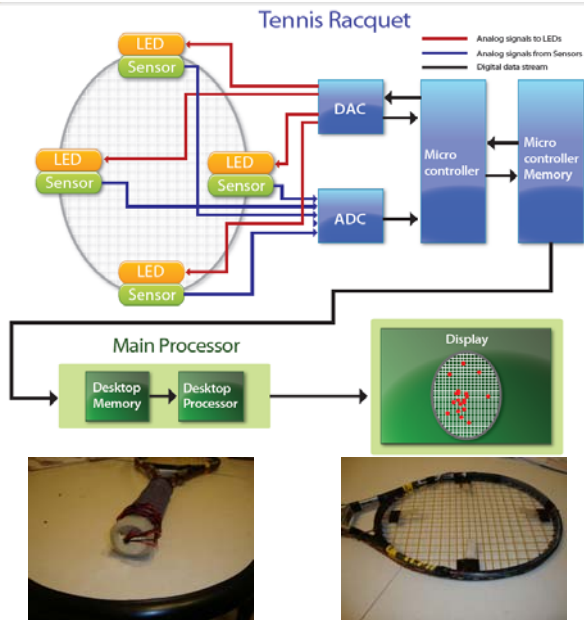 Tennis Racquet
Analog signals to LEDs
Analog signals from Sensors
Digital data stream
LED
Sensor
DAC
LED
Sensor
LED
Sensor
Micro
controller
Micro
controller
Memory
ADC
LED
Sensor
Main Processor
Desktop
Memory
Desktop
Processor
Display